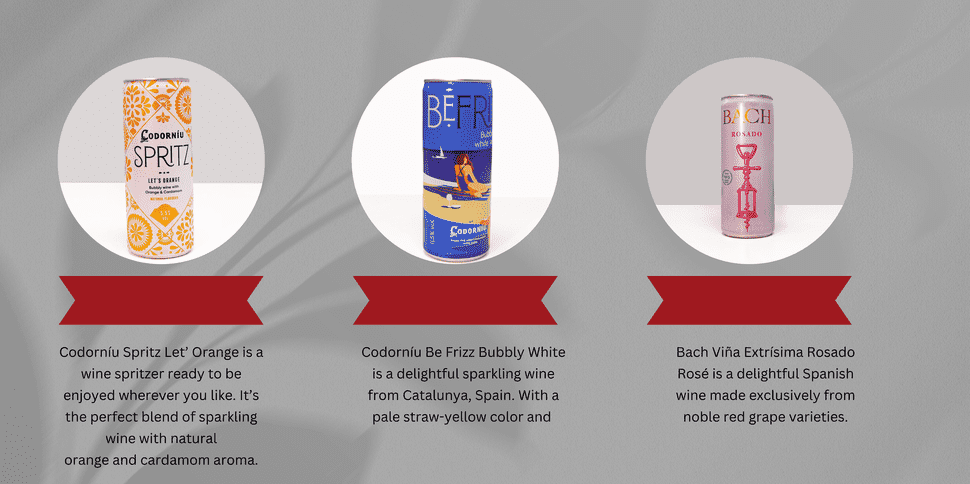 Codorníu
SPRITZ
LET'S ORANGE
Bubbly wine with
Orange & Cardamom
BÉFRI
Bubb
white
Codorníu
BACH
ROSADO
Codorníu Spritz Let’ Orange is a
wine spritzer ready to be
enjoyed wherever you like. It’s
the perfect blend of sparkling
wine with natural
orange and cardamom aroma.
Codorníu Be Frizz Bubbly White
is a delightful sparkling wine
from Catalunya, Spain. With a
pale straw-yellow color and
Bach Viña Extrísima Rosado
Rosé is a delightful Spanish
wine made exclusively from
noble red grape varieties.